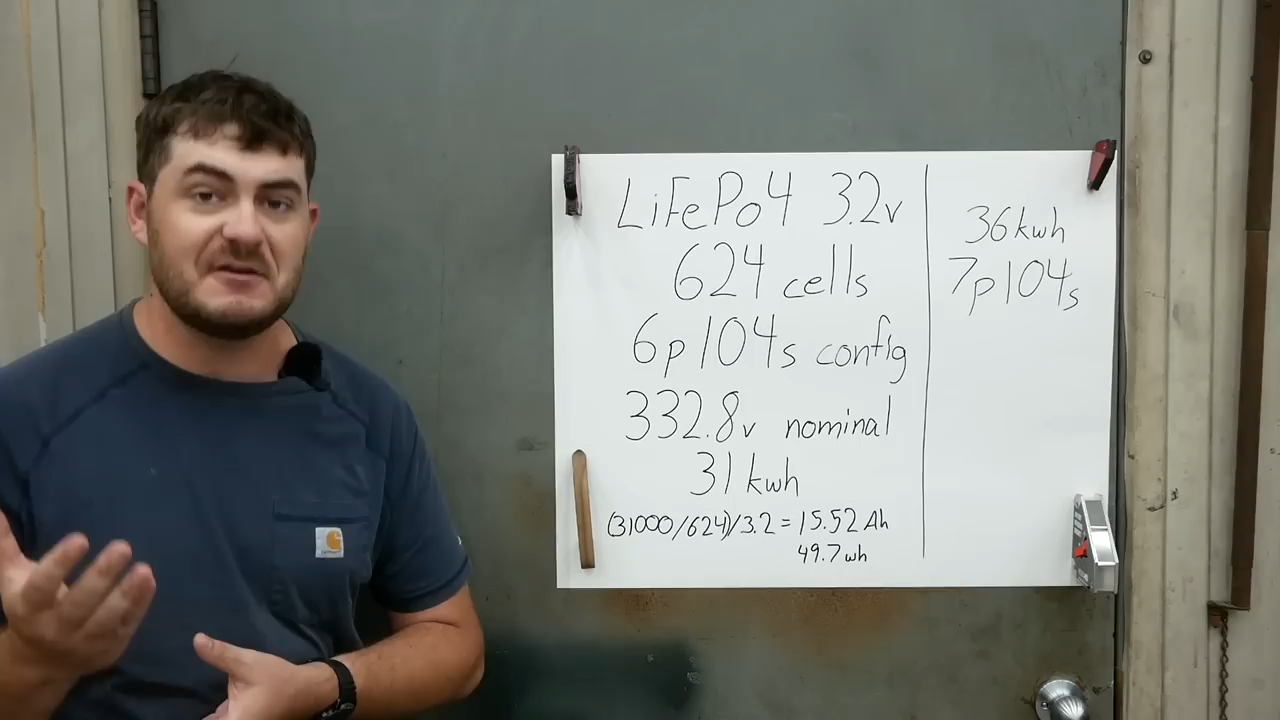 LiFePo4 3.2v
624 cells
6p104s config
332.8v nominal
31 kwh
(31000/624)/3.2 = 15.52 Ah
49.7 wh
36 kwh
7p104s